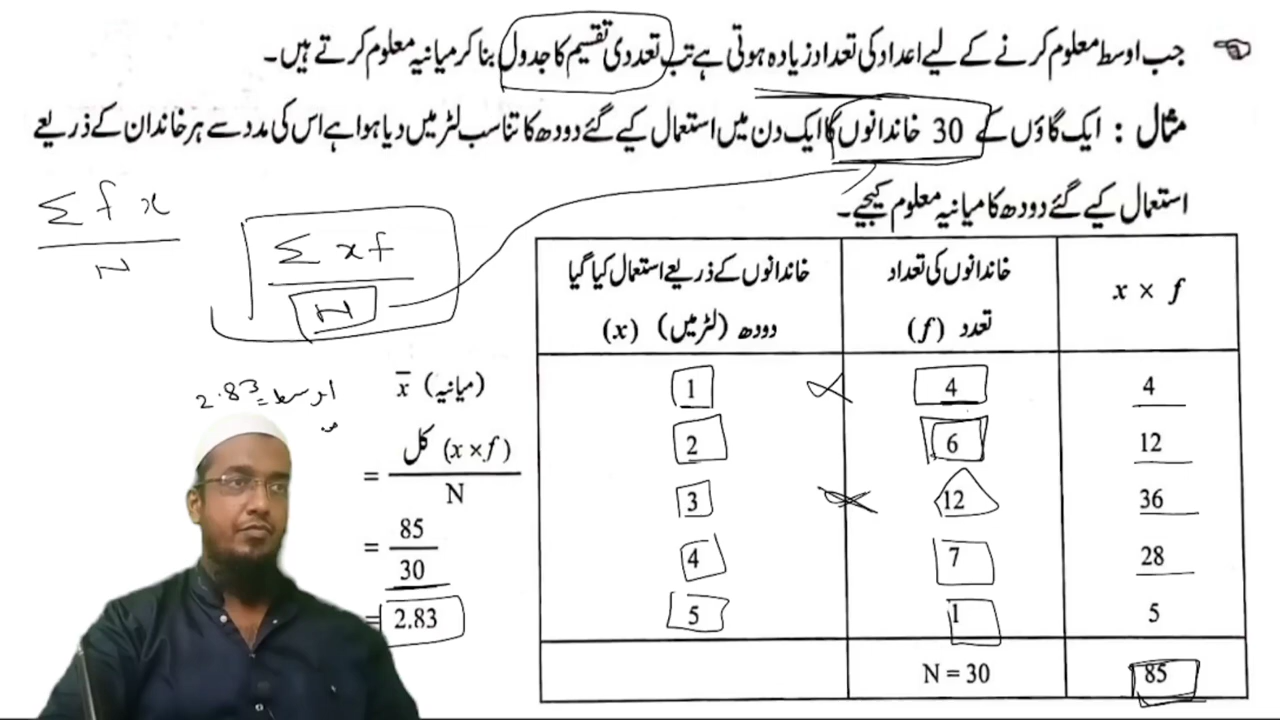 جب اوسط معلوم کرنے کے لیے اعداد کی تعداد زیادہ ہوتی ہے تب تعددی تقسیم کا جدول بنا کر میانیہ معلوم کرتے ہیں۔
مثال : ایک گاؤں کے 30 خاندانوں کا ایک دن میں استعمال کیے گئے دودھ کا تناسب لٹر میں دیا ہوا ہے اس کی مدد سے ہر خاندان کے ذریعے
استعمال کیے گئے دودھ کا میانیہ معلوم کیجیے۔
Σ f x
N
Σ x f
N
خاندانوں کے ذریعے استعمال کیا گیا
دودھ (لٹر میں) (x)
خاندانوں کی تعداد
تعدد (f)
x × f
1 4 4
2 6 12
3 12 36
4 7 28
5 1 5
N = 30 85
اوسط = 2.83
(میانیہ) x̄
= کل (x × f)
N
= 85
30
= 2.83